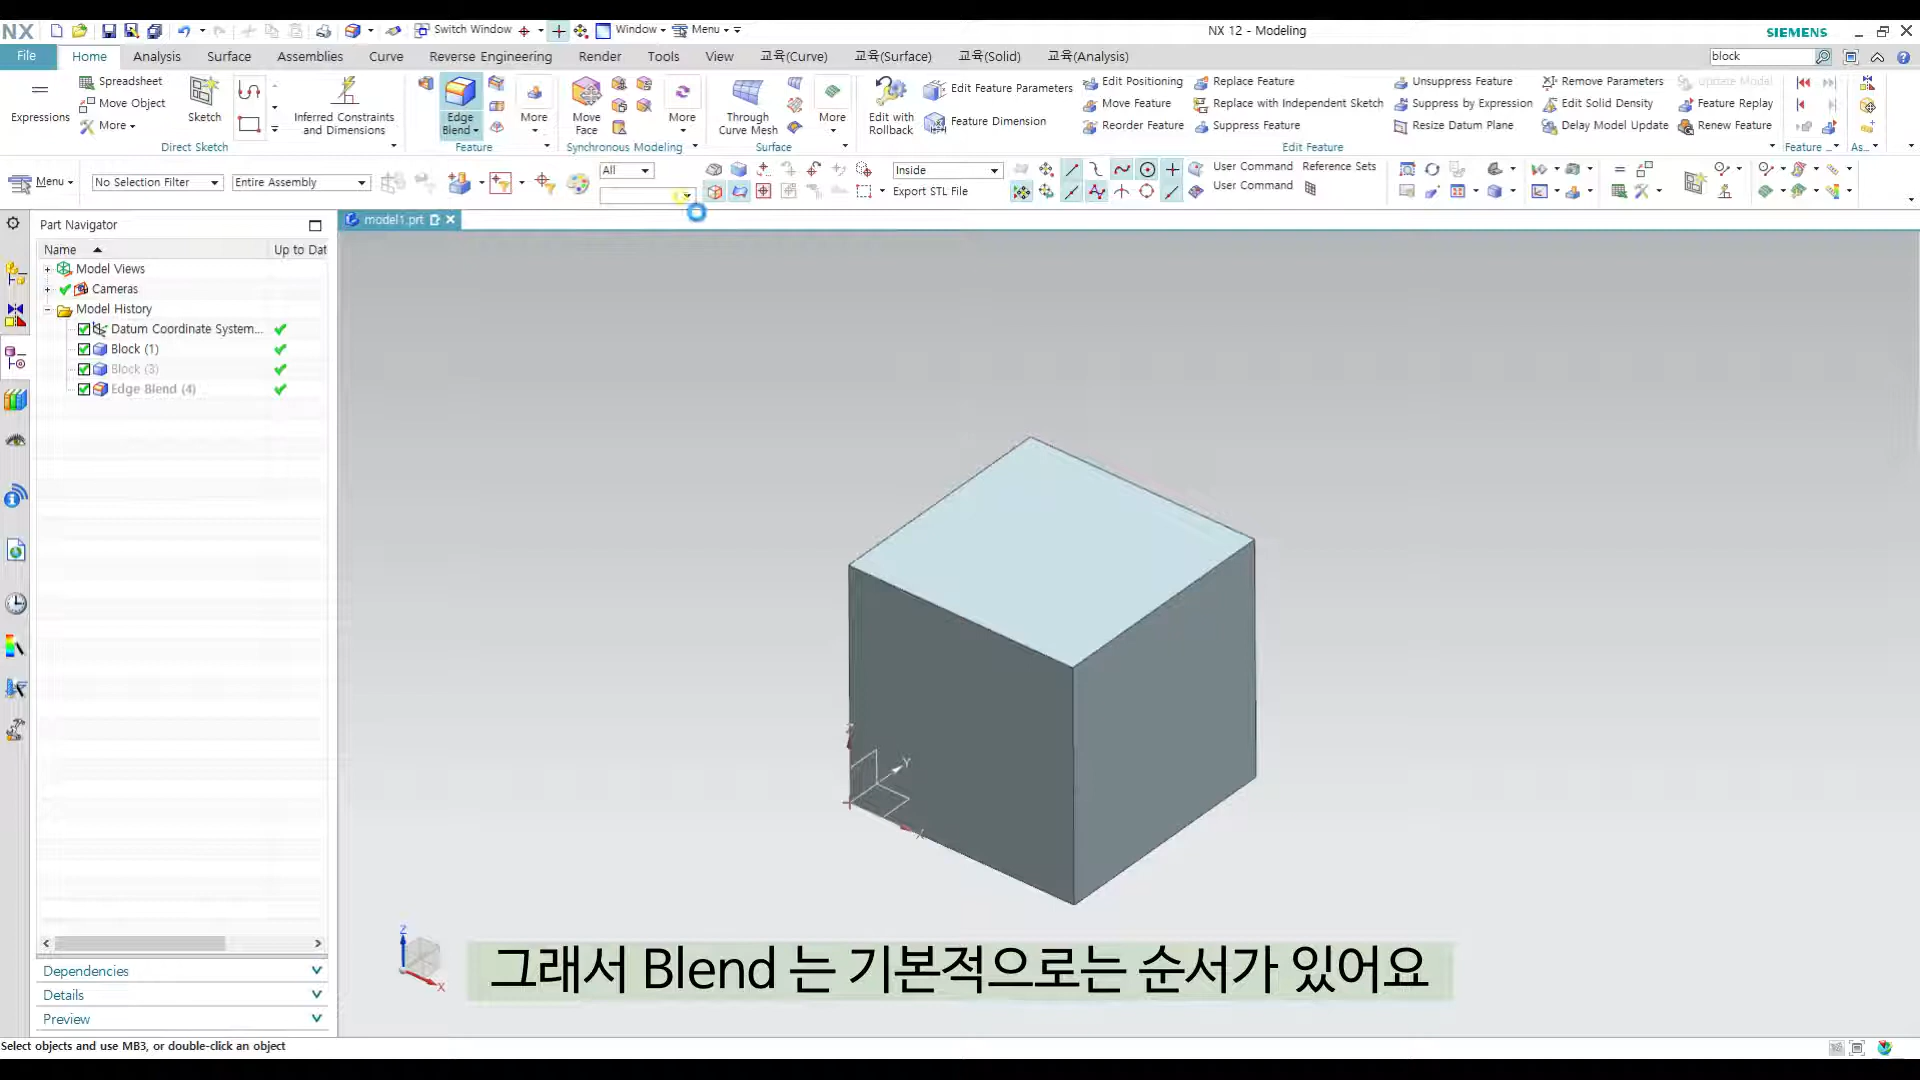 NX
Switch Window
Window
Menu
NX 12 - Modeling
SIEMENS
File
Home
Analysis
Surface
Assemblies
Curve
Reverse Engineering
Render
Tools
View
교육(Curve)
교육(Surface)
교육(Solid)
교육(Analysis)
block
Expressions
Spreadsheet
Move Object
More
Sketch
Inferred Constraints
and Dimensions
Direct Sketch
Edge
Blend
More
Feature
Move
Face
More
Synchronous Modeling
Through
Curve Mesh
More
Surface
Edit with
Rollback
Edit Feature Parameters
Feature Dimension
Edit Positioning
Move Feature
Reorder Feature
Replace Feature
Replace with Independent Sketch
Suppress Feature
Unsuppress Feature
Suppress by Expression
Resize Datum Plane
Remove Parameters
Edit Solid Density
Delay Model Update
Update Model
Feature Replay
Renew Feature
Edit Feature
Feature ...
As...
Menu
No Selection Filter
Entire Assembly
All
Inside
Export STL File
User Command
Reference Sets
User Command
Part Navigator
model1.prt
Name
Up to Dat
Model Views
Cameras
Model History
Datum Coordinate System...
Block (1)
Block (3)
Edge Blend (4)
Y
X
Z
X
그래서 Blend 는 기본적으로는 순서가 있어요
Dependencies
Details
Preview
Select objects and use MB3, or double-click an object